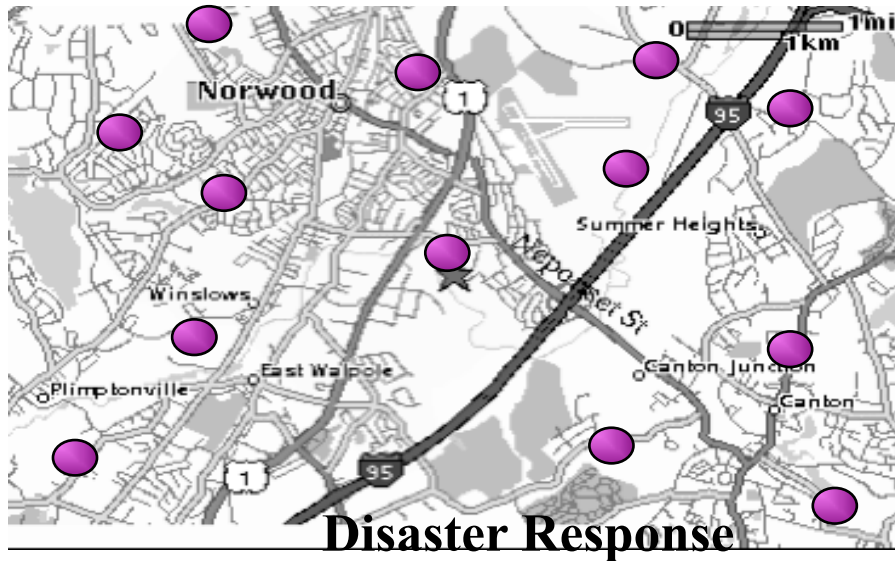 0 1mi
1km
Norwood
1
95
Summer Heights
Neponset St
Winslows
East Walpole
Canton Junction
Plimptonville
Canton
95
1
Disaster Response